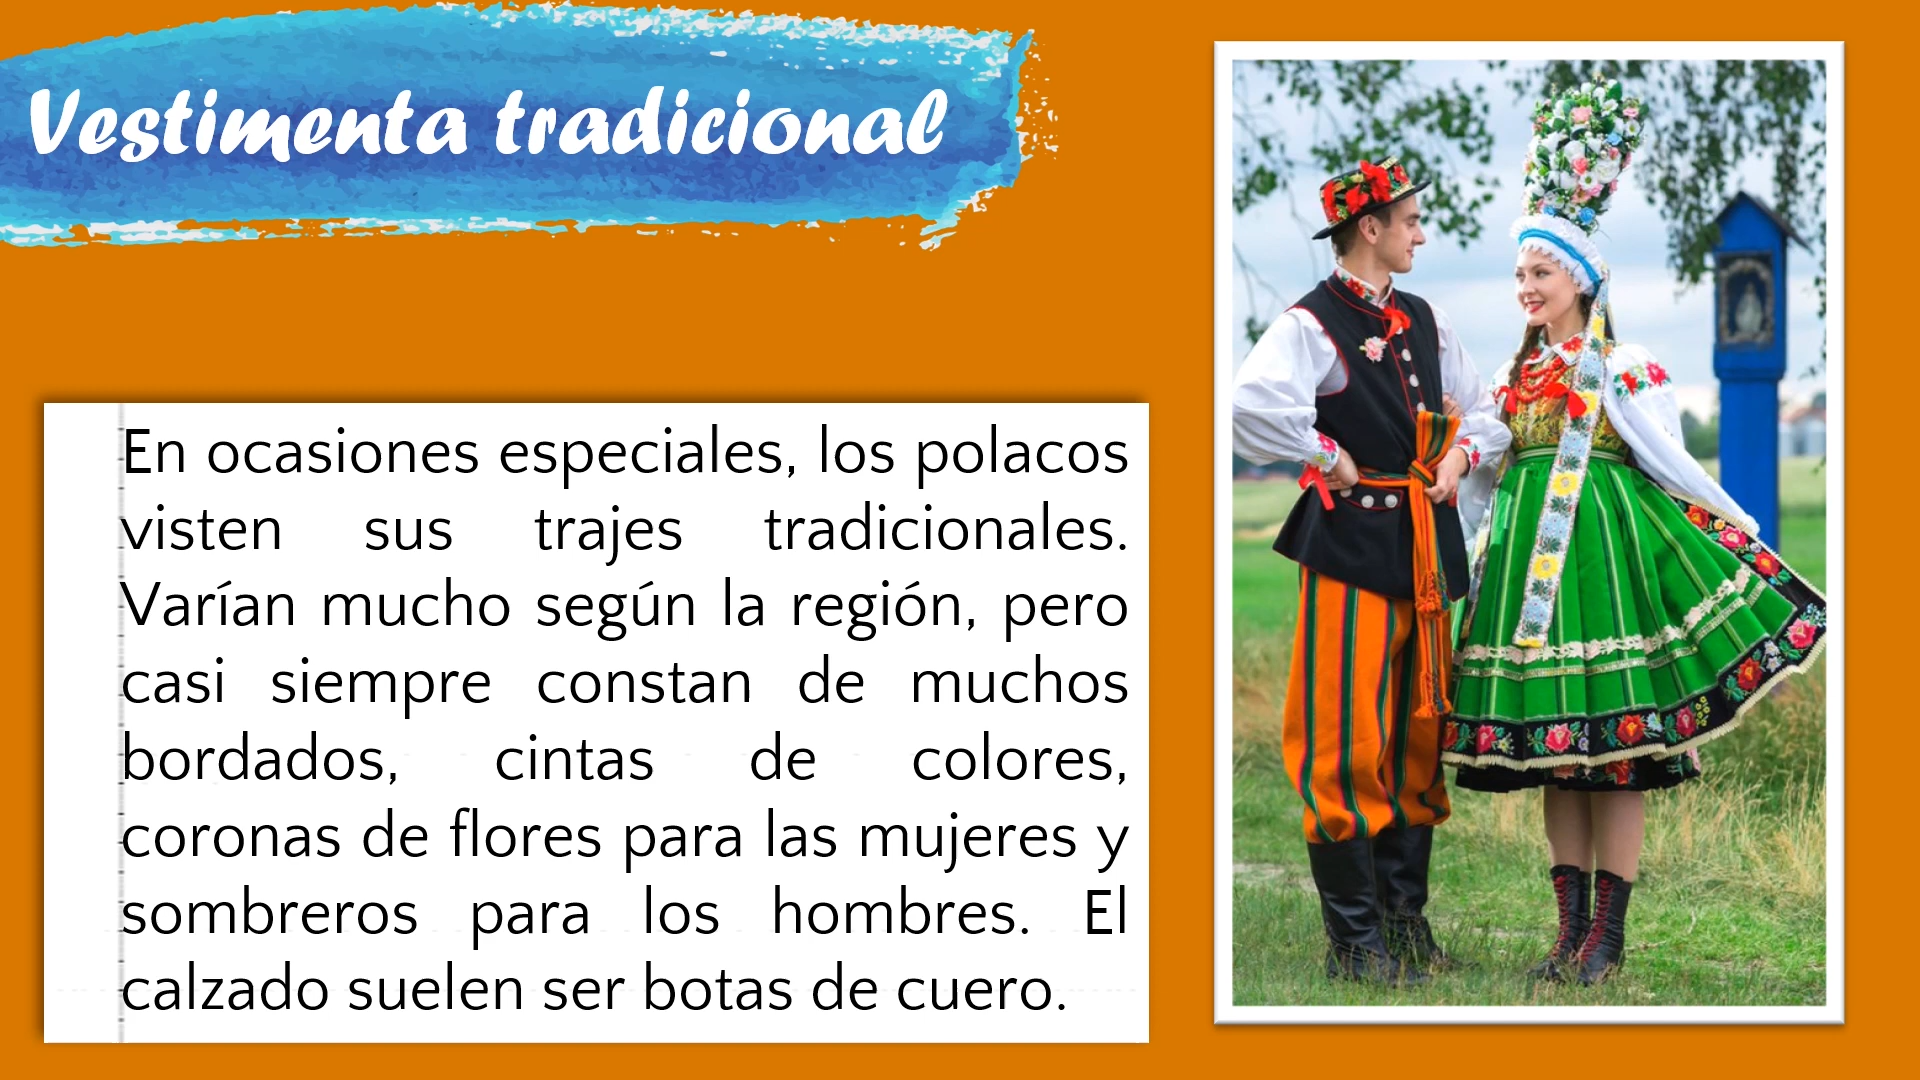 Vestimenta tradicional
En ocasiones especiales, los polacos
visten sus trajes tradicionales.
Varían mucho según la región, pero
casi siempre constan de muchos
bordados, cintas de colores,
coronas de flores para las mujeres y
sombreros para los hombres. El
calzado suelen ser botas de cuero.